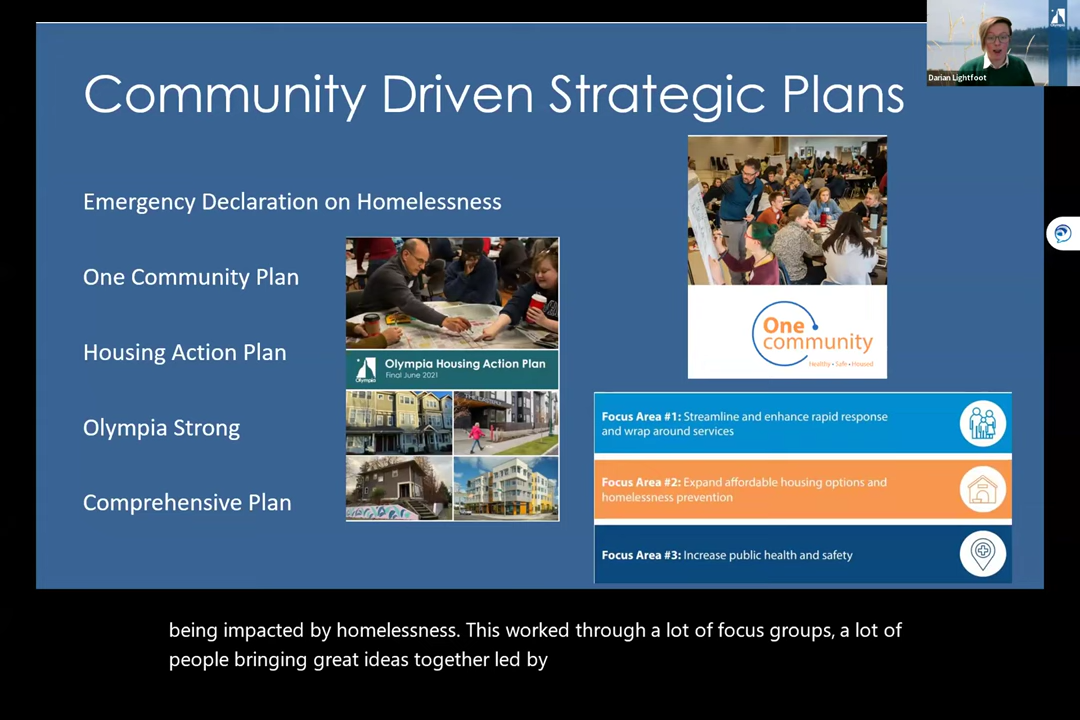 Community Driven Strategic Plans
Darian Lightfoot
Olympia
Emergency Declaration on Homelessness
One Community Plan
Housing Action Plan
Olympia Strong
Comprehensive Plan
Olympia
Olympia Housing Action Plan
Final June 2021
One
community
Healthy • Safe • Housed
Focus Area #1: Streamline and enhance rapid response
and wrap around services
Focus Area #2: Expand affordable housing options and
homelessness prevention
Focus Area #3: Increase public health and safety
being impacted by homelessness. This worked through a lot of focus groups, a lot of
people bringing great ideas together led by